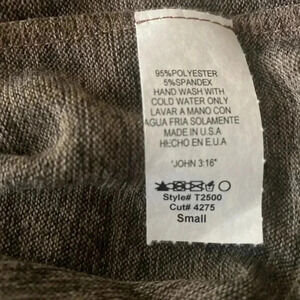 95%POLYESTER
5%SPANDEX
HAND WASH WITH
COLD WATER ONLY
LAVAR A MANO CON
AGUA FRIA SOLAMENTE
MADE IN U.S.A
HECHO EN E.U.A
"JOHN 3:16"
Style# T2500
Cut# 4275
Small